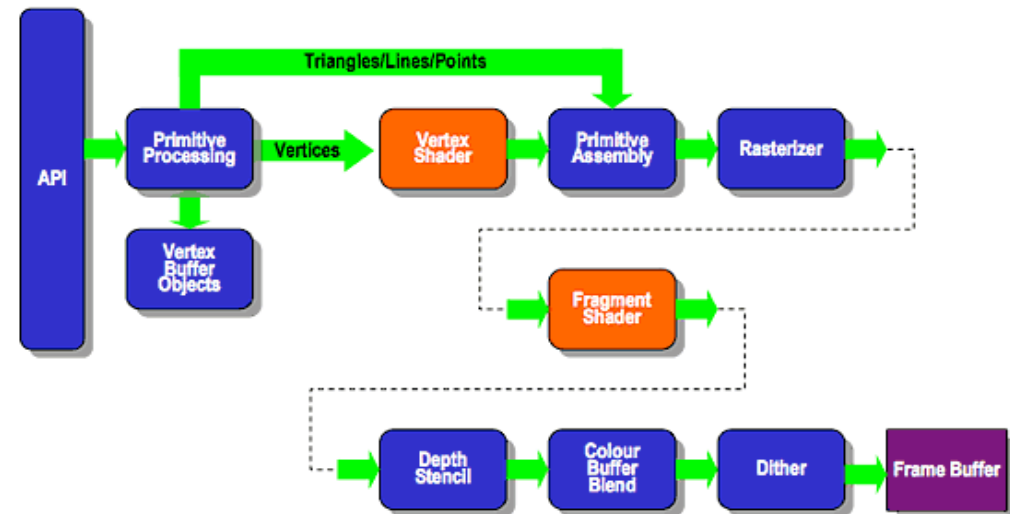 Triangles/Lines/Points
API
Primitive
Processing
Vertices
Vertex
Shader
Primitive
Assembly
Rasterizer
Vertex
Buffer
Objects
Fragment
Shader
Depth
Stencil
Colour
Buffer
Blend
Dither
Frame Buffer